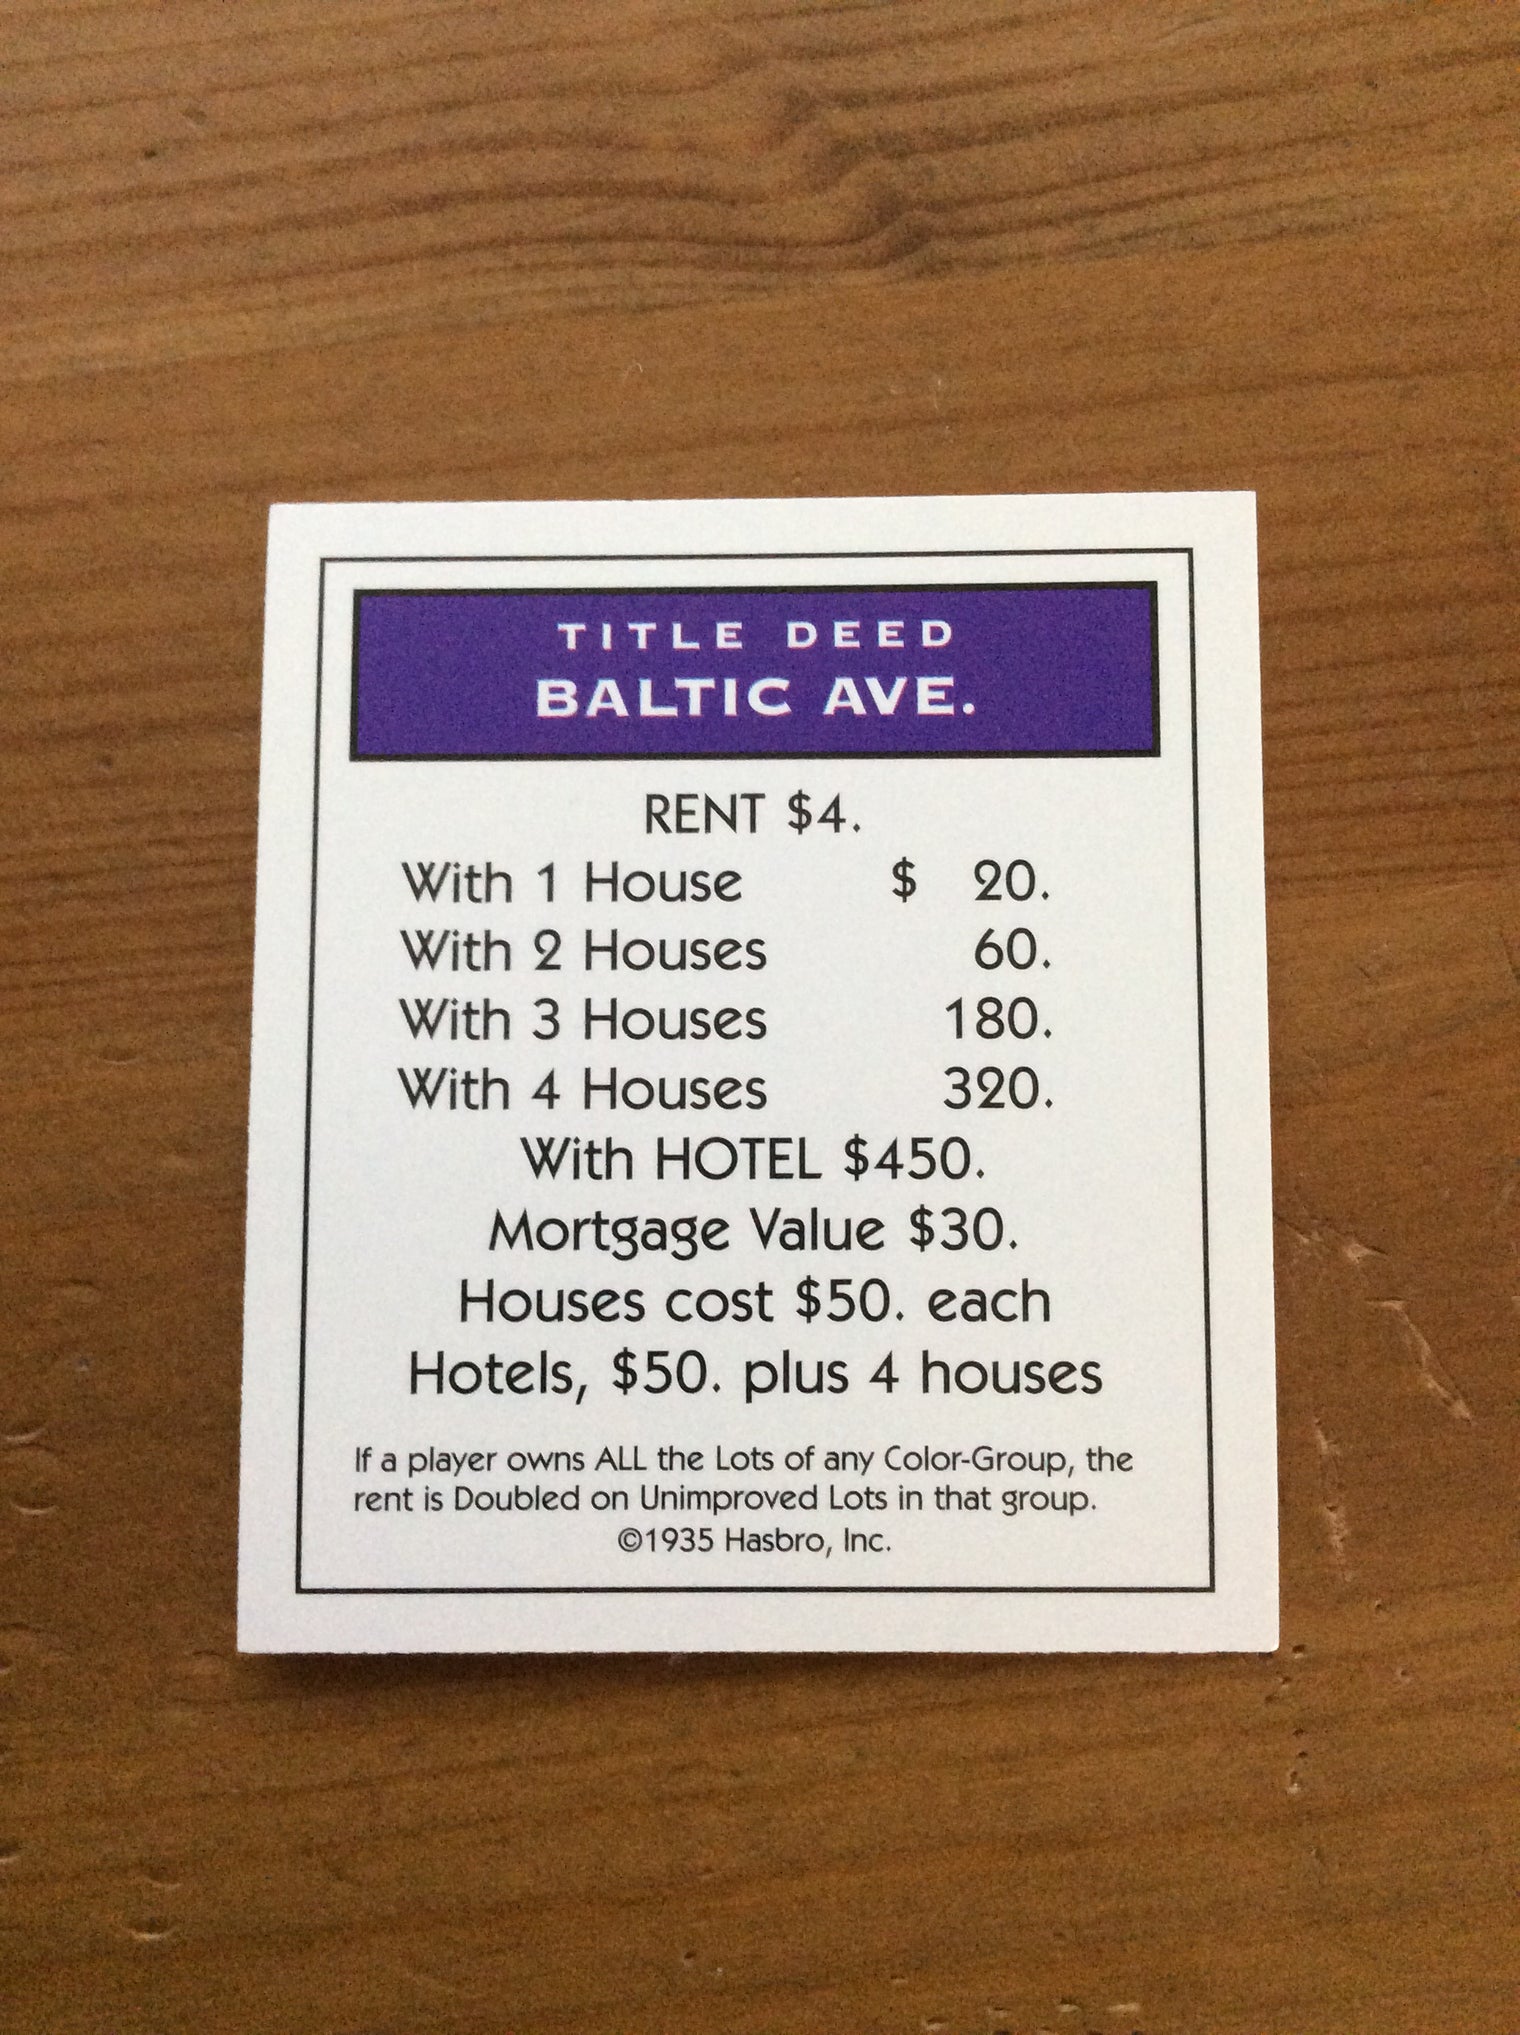 TITLE DEED
BALTIC AVE.
RENT $4.
With 1 House $ 20.
With 2 Houses 60.
With 3 Houses 180.
With 4 Houses 320.
With HOTEL $450.
Mortgage Value $30.
Houses cost $50. each
Hotels, $50. plus 4 houses
If a player owns ALL the Lots of any Color-Group, the
rent is Doubled on Unimproved Lots in that group.
©1935 Hasbro, Inc.